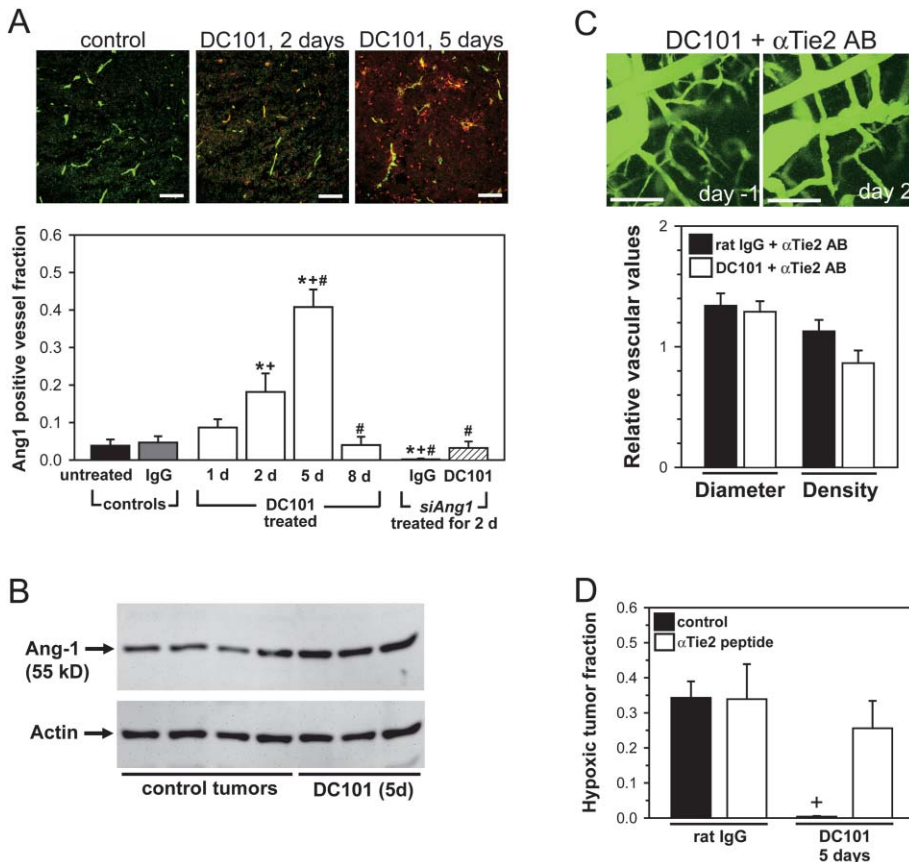 A
control
DC101, 2 days
DC101, 5 days
Ang1 positive vessel fraction
0.6
0.5
0.4
0.3
0.2
0.1
0.0
*+
*+#
#
*+#
#
untreated
IgG
1 d
2 d
5 d
8 d
IgG
DC101
controls
DC101
treated
siAng1
treated for 2 d
B
Ang-1
(55 kD)
Actin
control tumors
DC101 (5d)
C
DC101 + αTie2 AB
day -1
day 2
Relative vascular values
2
1
0
rat IgG + αTie2 AB
DC101 + αTie2 AB
Diameter
Density
D
Hypoxic tumor fraction
0.6
0.5
0.4
0.3
0.2
0.1
0.0
control
αTie2 peptide
+
rat IgG
DC101
5 days